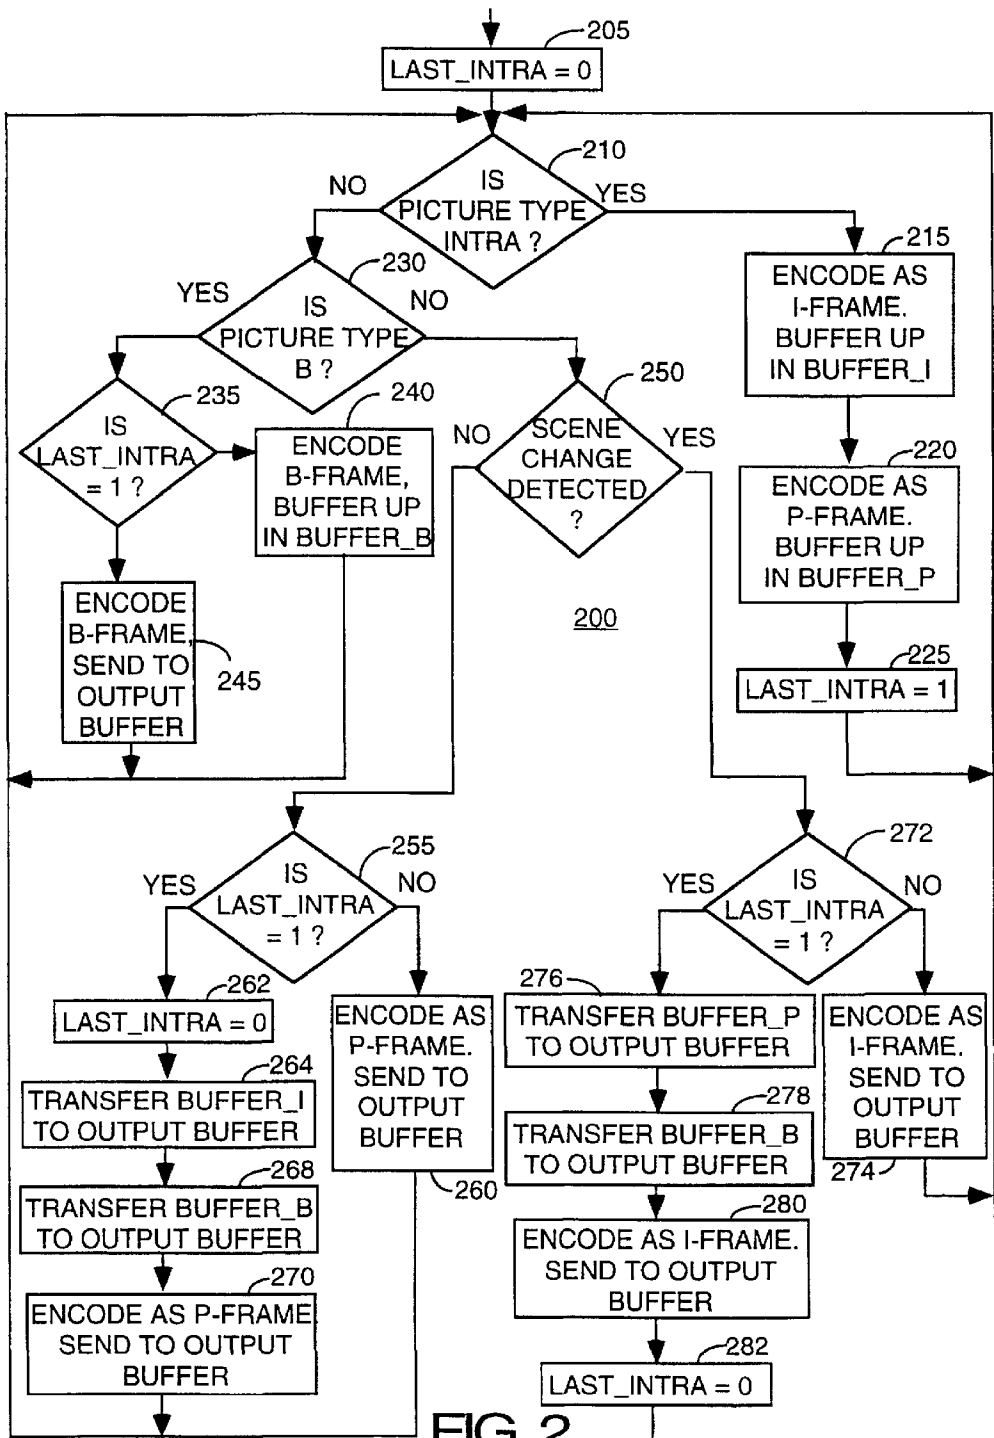 205
LAST_INTRA = 0
210
IS
PICTURE TYPE
INTRA ?
NO
YES
215
ENCODE AS
I-FRAME.
BUFFER UP
IN BUFFER_I
230
IS
PICTURE TYPE
B ?
YES
NO
220
ENCODE AS
P-FRAME.
BUFFER UP
IN BUFFER_P
225
LAST_INTRA = 1
235
IS
LAST_INTRA
= 1 ?
240
ENCODE
B-FRAME,
BUFFER UP
IN BUFFER_B
245
ENCODE
B-FRAME,
SEND TO
OUTPUT
BUFFER
250
SCENE
CHANGE
DETECTED
?
NO
YES
200
255
IS
LAST_INTRA
= 1 ?
YES
NO
262
LAST_INTRA = 0
264
TRANSFER BUFFER_I
TO OUTPUT BUFFER
268
TRANSFER BUFFER_B
TO OUTPUT BUFFER
270
ENCODE AS P-FRAME
SEND TO OUTPUT
BUFFER
ENCODE AS
P-FRAME.
SEND TO
OUTPUT
BUFFER
260
272
IS
LAST_INTRA
= 1 ?
YES
NO
276
TRANSFER BUFFER_P
TO OUTPUT BUFFER
278
TRANSFER BUFFER_B
TO OUTPUT BUFFER
280
ENCODE AS I-FRAME.
SEND TO OUTPUT
BUFFER
282
LAST_INTRA = 0
ENCODE AS
I-FRAME.
SEND TO
OUTPUT
BUFFER
274
FIG. 2